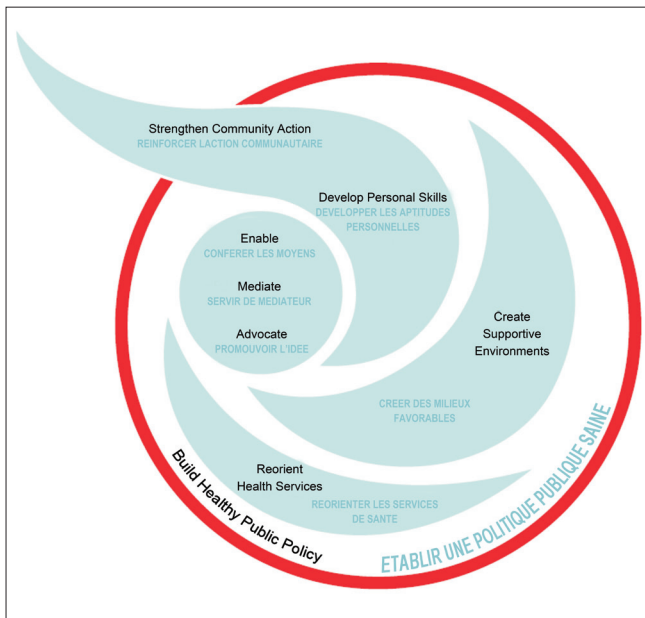 Strengthen Community Action
REINFORCER LACTION COMMUNAUTAIRE
Develop Personal Skills
DEVELOPPER LES APTITUDES
PERSONNELLES
Enable
CONFERER LES MOYENS
Mediate
SERVIR DE MEDIATEUR
Advocate
PROMOUVOIR L'IDEE
Create
Supportive
Environments
CREER DES MILIEUX
FAVORABLES
Reorient
Health Services
REORIENTER LES SERVICES
DE SANTE
Build Healthy Public Policy
ETABLIR UNE POLITIQUE PUBLIQUE SAINE